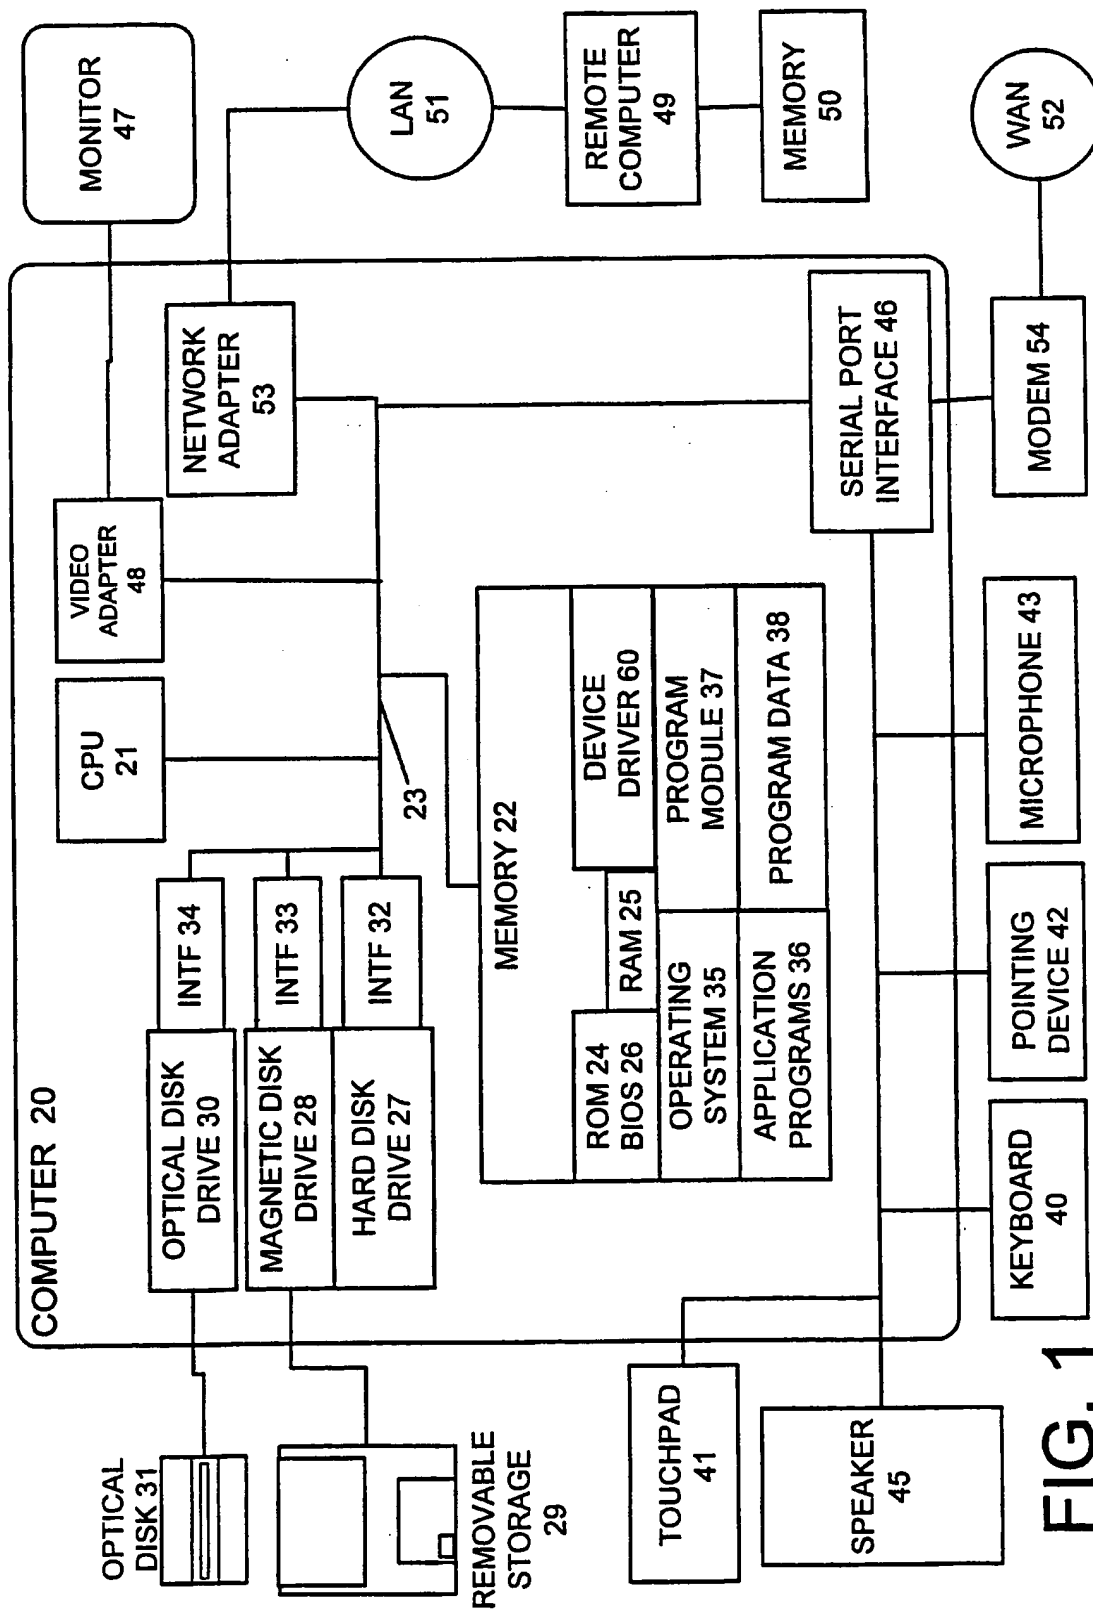 COMPUTER 20
MONITOR
47
CPU
21
VIDEO
ADAPTER
48
NETWORK
ADAPTER
53
LAN
51
OPTICAL
DISK 31
OPTICAL DISK
DRIVE 30
INTF 34
MAGNETIC DISK
DRIVE 28
INTF 33
HARD DISK
DRIVE 27
INTF 32
23
REMOVABLE
STORAGE
29
MEMORY 22
ROM 24
BIOS 26
RAM 25
DEVICE
DRIVER 60
OPERATING
SYSTEM 35
PROGRAM
MODULE 37
APPLICATION
PROGRAMS 36
PROGRAM DATA 38
REMOTE
COMPUTER
49
MEMORY
50
TOUCHPAD
41
SPEAKER
45
SERIAL PORT
INTERFACE 46
KEYBOARD
40
POINTING
DEVICE 42
MICROPHONE 43
MODEM 54
WAN
52
FIG. 1